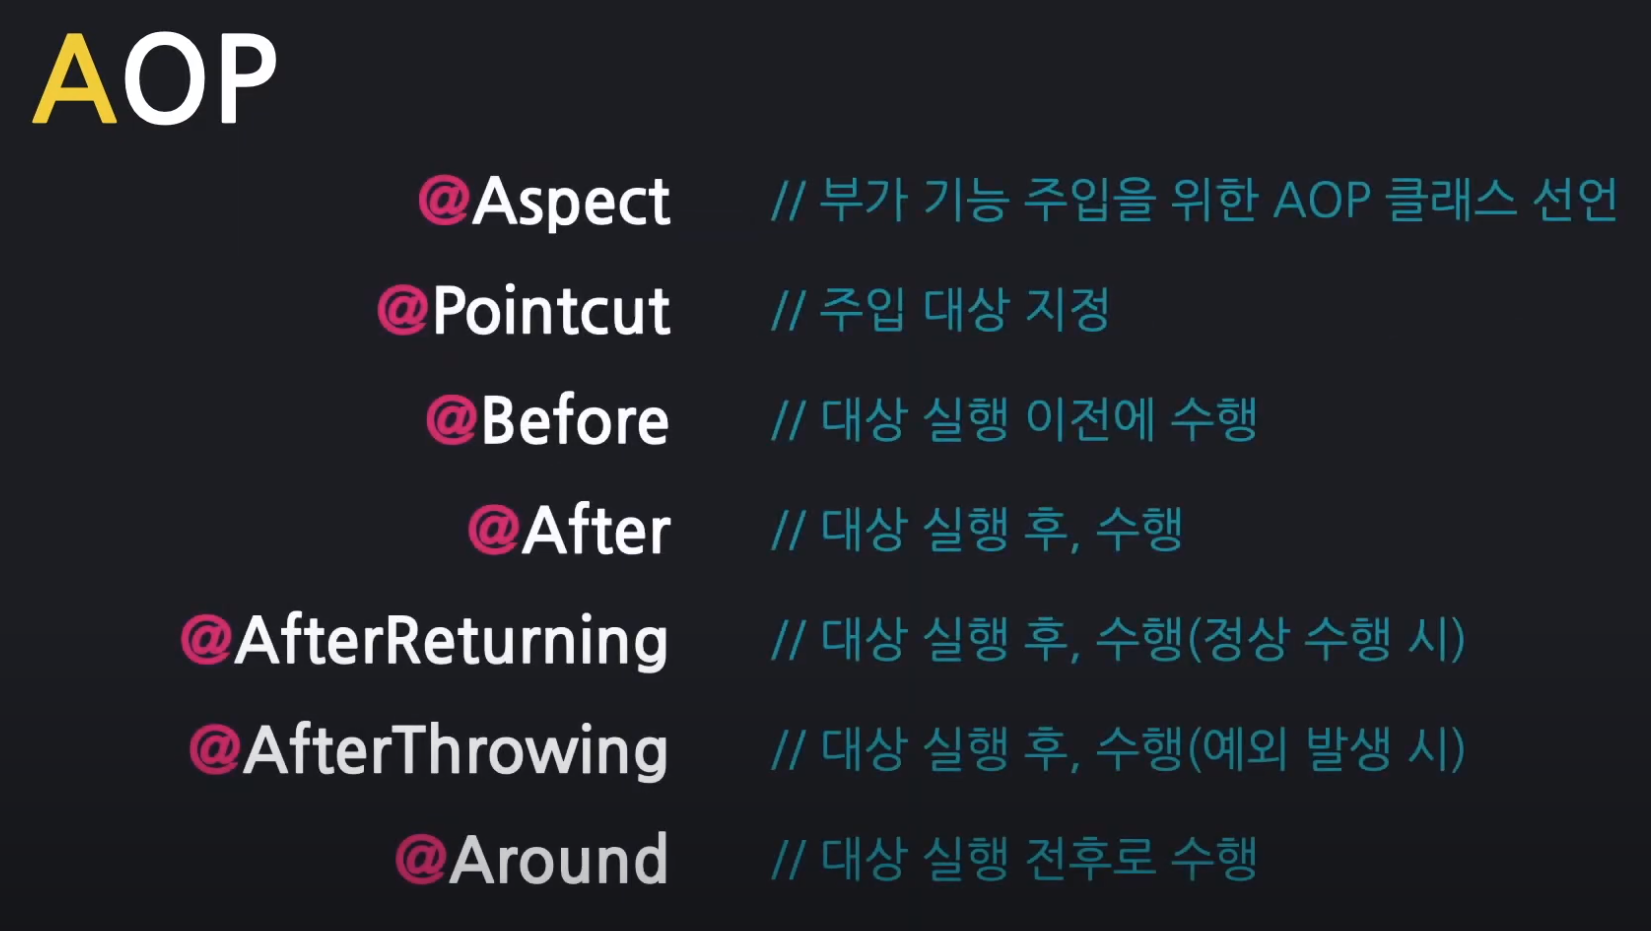 AOP
@Aspect // 부가 기능 주입을 위한 AOP 클래스 선언
@Pointcut // 주입 대상 지정
@Before // 대상 실행 이전에 수행
@After // 대상 실행 후, 수행
@AfterReturning // 대상 실행 후, 수행(정상 수행 시)
@AfterThrowing // 대상 실행 후, 수행(예외 발생 시)
@Around // 대상 실행 전후로 수행